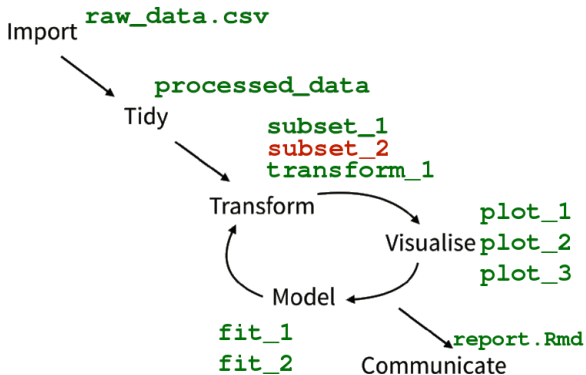 raw_data.csv
Import
processed_data
Tidy
subset_1
subset_2
transform_1
Transform
plot_1
Visualise plot_2
plot_3
Model
fit_1
fit_2
report.Rmd
Communicate